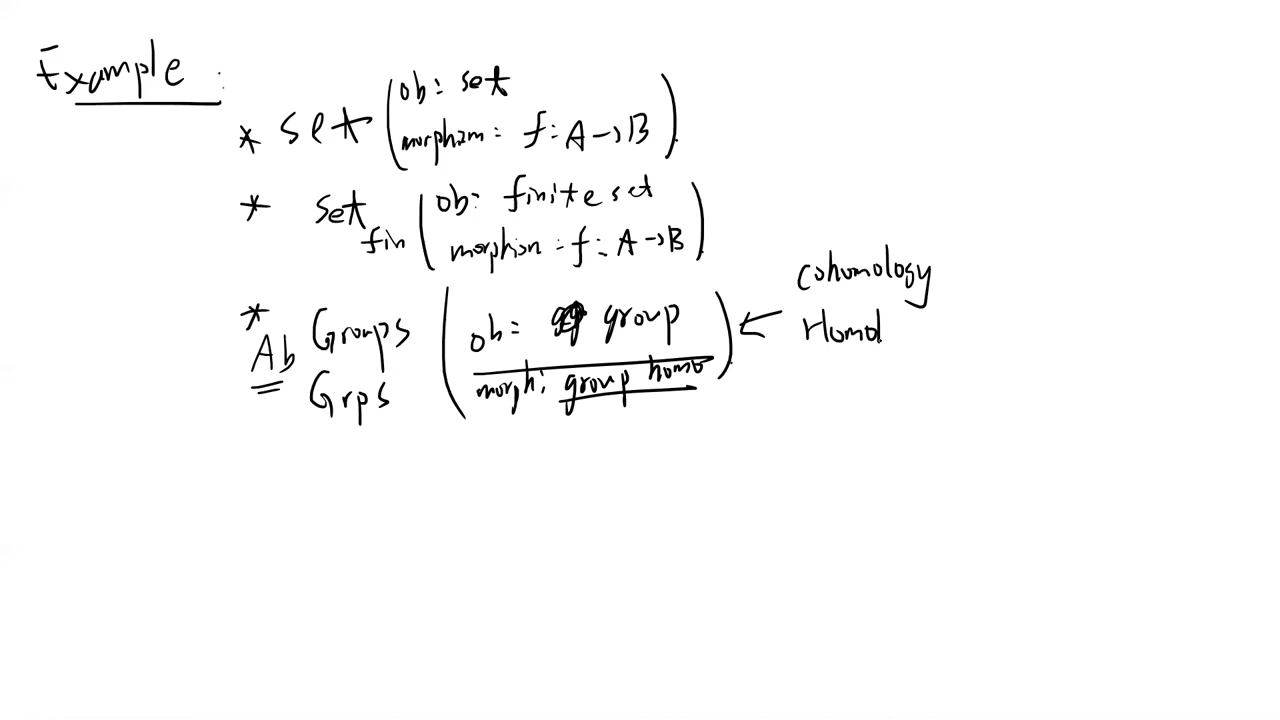 Example :
* set ( ob: set
morphism: f: A → B )
* set fin ( ob: finite set
morphism: f: A → B )
* Ab Groups ( ob: group
Grps morph: group homo ) ← cohomology
Homol